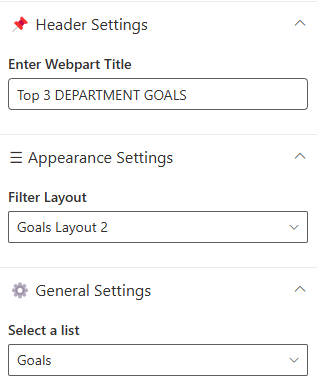 Header Settings
Enter Webpart Title
Top 3 DEPARTMENT GOALS
Appearance Settings
Filter Layout
Goals Layout 2
General Settings
Select a list
Goals